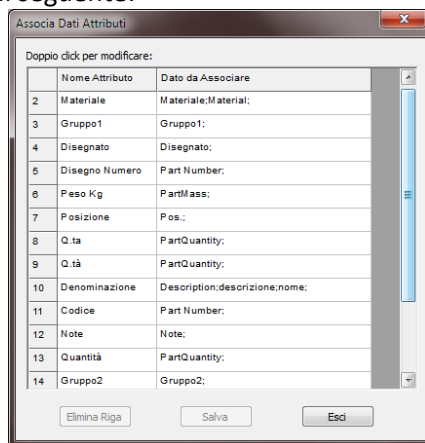 Associa Dati Attributi
Doppio click per modificare:
Nome Attributo Dato da Associare
2 Materiale Materiale;Material;
3 Gruppo1 Gruppo1;
4 Disegnato Disegnato;
5 Disegno Numero Part Number;
6 Peso Kg PartMass;
7 Posizione Pos.;
8 Q.ta PartQuantity;
9 Q.tà PartQuantity;
10 Denominazione Description;descrizione;nome;
11 Codice Part Number;
12 Note Note;
13 Quantità PartQuantity;
14 Gruppo2 Gruppo2;
Elimina Riga Salva Esci